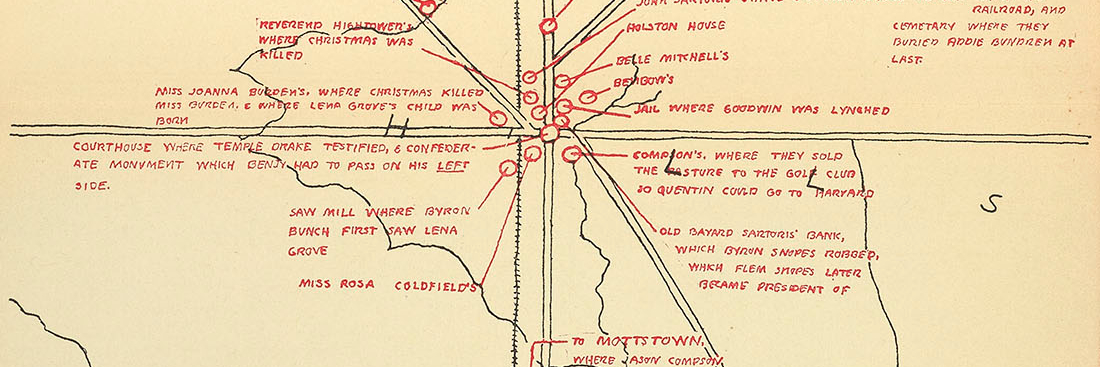 JOHN SARTORIS'
RAILROAD, AND
CEMETARY WHERE THEY
BURIED ADDIE BUNDREN AT
LAST.
HOLSTON HOUSE
REVEREND HIGHTOWER'S
WHERE CHRISTMAS WAS
KILLED
BELLE MITCHELL'S
BENBOW'S
MISS JOANNA BURDEN'S, WHERE CHRISTMAS KILLED
MISS BURDEN, & WHERE LENA GROVE'S CHILD WAS
BORN
JAIL WHERE GOODWIN WAS LYNCHED
H
COURTHOUSE WHERE TEMPLE DRAKE TESTIFIED, & CONFEDER-
ATE MONUMENT WHICH BENJY HAD TO PASS ON HIS LEFT
SIDE.
COMPSON'S, WHERE THEY SOLD
THE PASTURE TO THE GOLF CLUB
SO QUENTIN COULD GO TO HARVARD
L
L
S
SAW MILL WHERE BYRON
BUNCH FIRST SAW LENA
GROVE
OLD BAYARD SARTORIS' BANK,
WHICH BYRON SNOPES ROBBED,
WHICH FLEM SNOPES LATER
BECAME PRESIDENT OF
MISS ROSA COLDFIELD'S
TO MOTTSTOWN,
WHERE JASON COMPSON